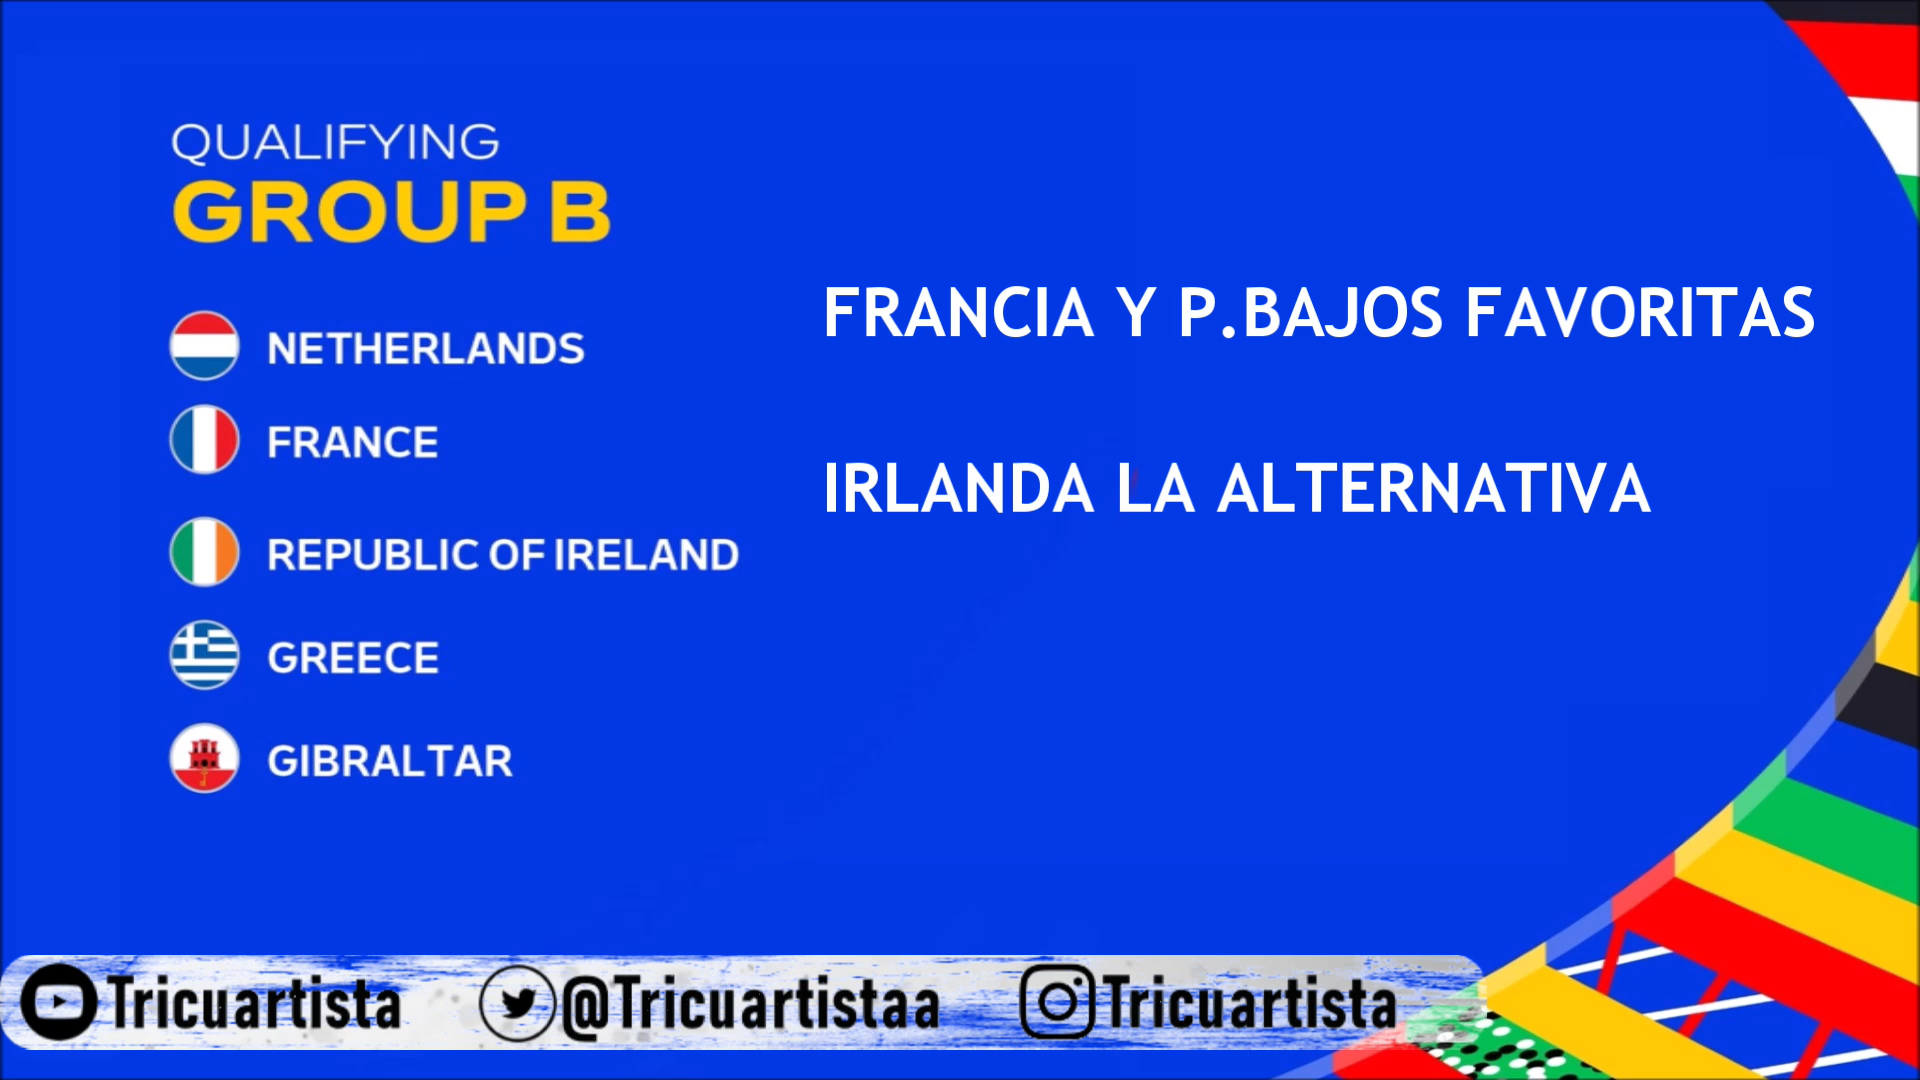 QUALIFYING
GROUP B
NETHERLANDS
FRANCE
REPUBLIC OF IRELAND
GREECE
GIBRALTAR
FRANCIA Y P.BAJOS FAVORITAS
IRLANDA LA ALTERNATIVA
Tricuartista @Tricuartistaa Tricuartista